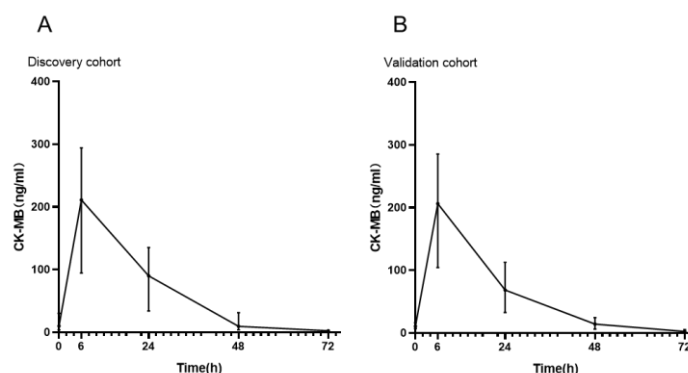 A
Discovery cohort
400
300
200
100
0
CK-MB(ng/ml)
0 6 24 48 72
Time(h)
B
Validation cohort
400
300
200
100
0
CK-MB(ng/ml)
0 6 24 48 72
Time(h)